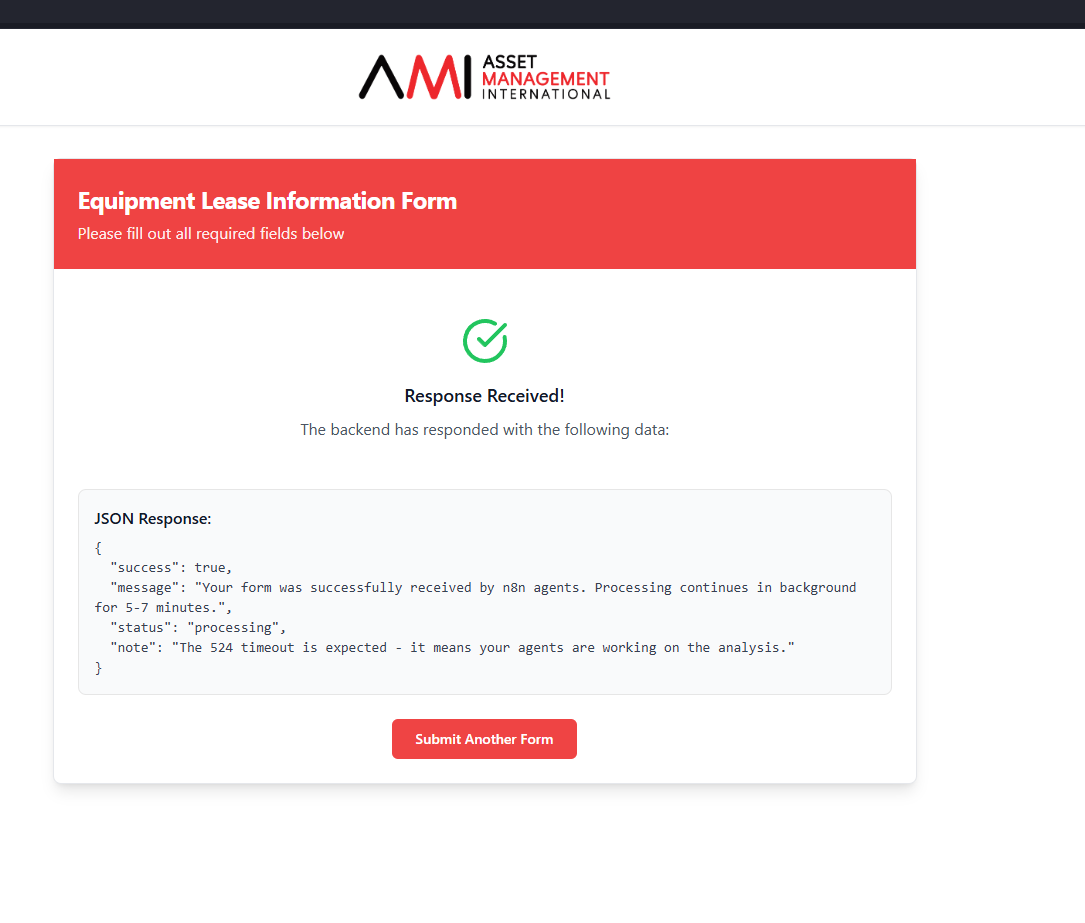 AMI ASSET
MANAGEMENT
INTERNATIONAL
Equipment Lease Information Form
Please fill out all required fields below
Response Received!
The backend has responded with the following data:
JSON Response:
{
  "success": true,
  "message": "Your form was successfully received by n8n agents. Processing continues in background
for 5-7 minutes.",
  "status": "processing",
  "note": "The 524 timeout is expected - it means your agents are working on the analysis."
}
Submit Another Form